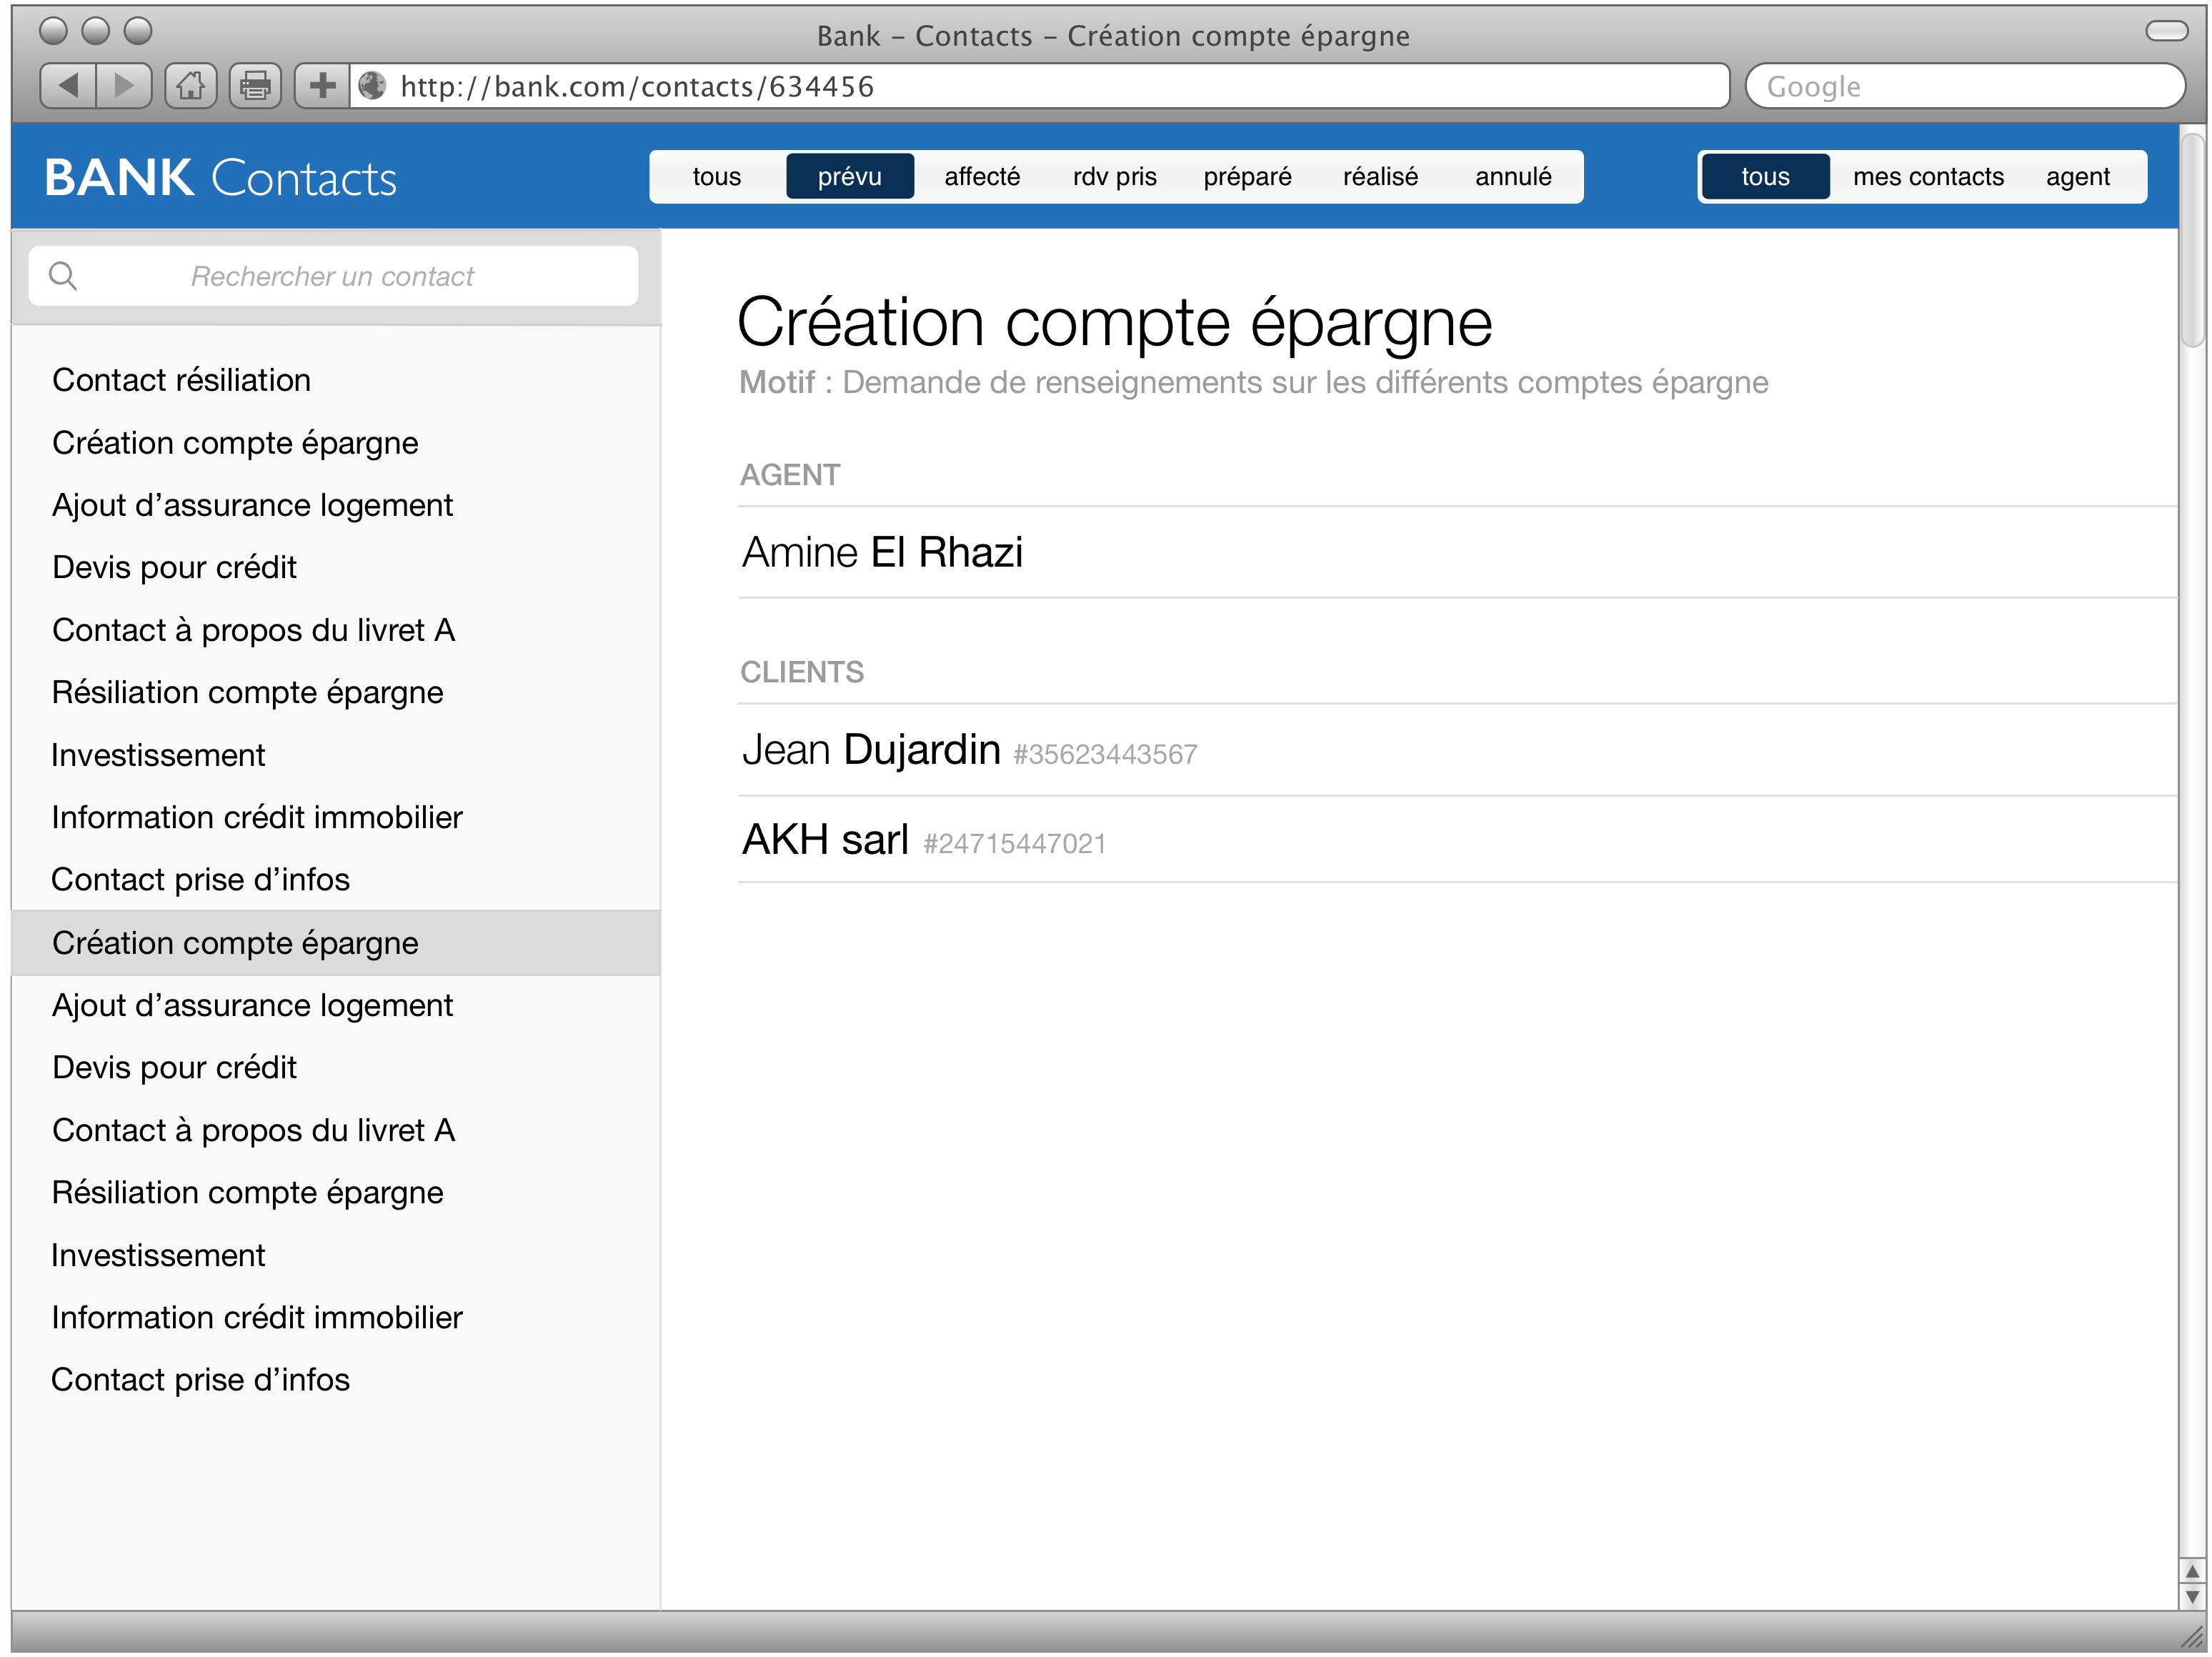 Bank – Contacts – Création compte épargne
http://bank.com/contacts/634456
Google
BANK Contacts
tous prévu affecté rdv pris préparé réalisé annulé
tous mes contacts agent
Rechercher un contact
Contact résiliation
Création compte épargne
Ajout d’assurance logement
Devis pour crédit
Contact à propos du livret A
Résiliation compte épargne
Investissement
Information crédit immobilier
Contact prise d’infos
Création compte épargne
Ajout d’assurance logement
Devis pour crédit
Contact à propos du livret A
Résiliation compte épargne
Investissement
Information crédit immobilier
Contact prise d’infos
Création compte épargne
Motif : Demande de renseignements sur les différents comptes épargne
AGENT
Amine El Rhazi
CLIENTS
Jean Dujardin #35623443567
AKH sarl #24715447021